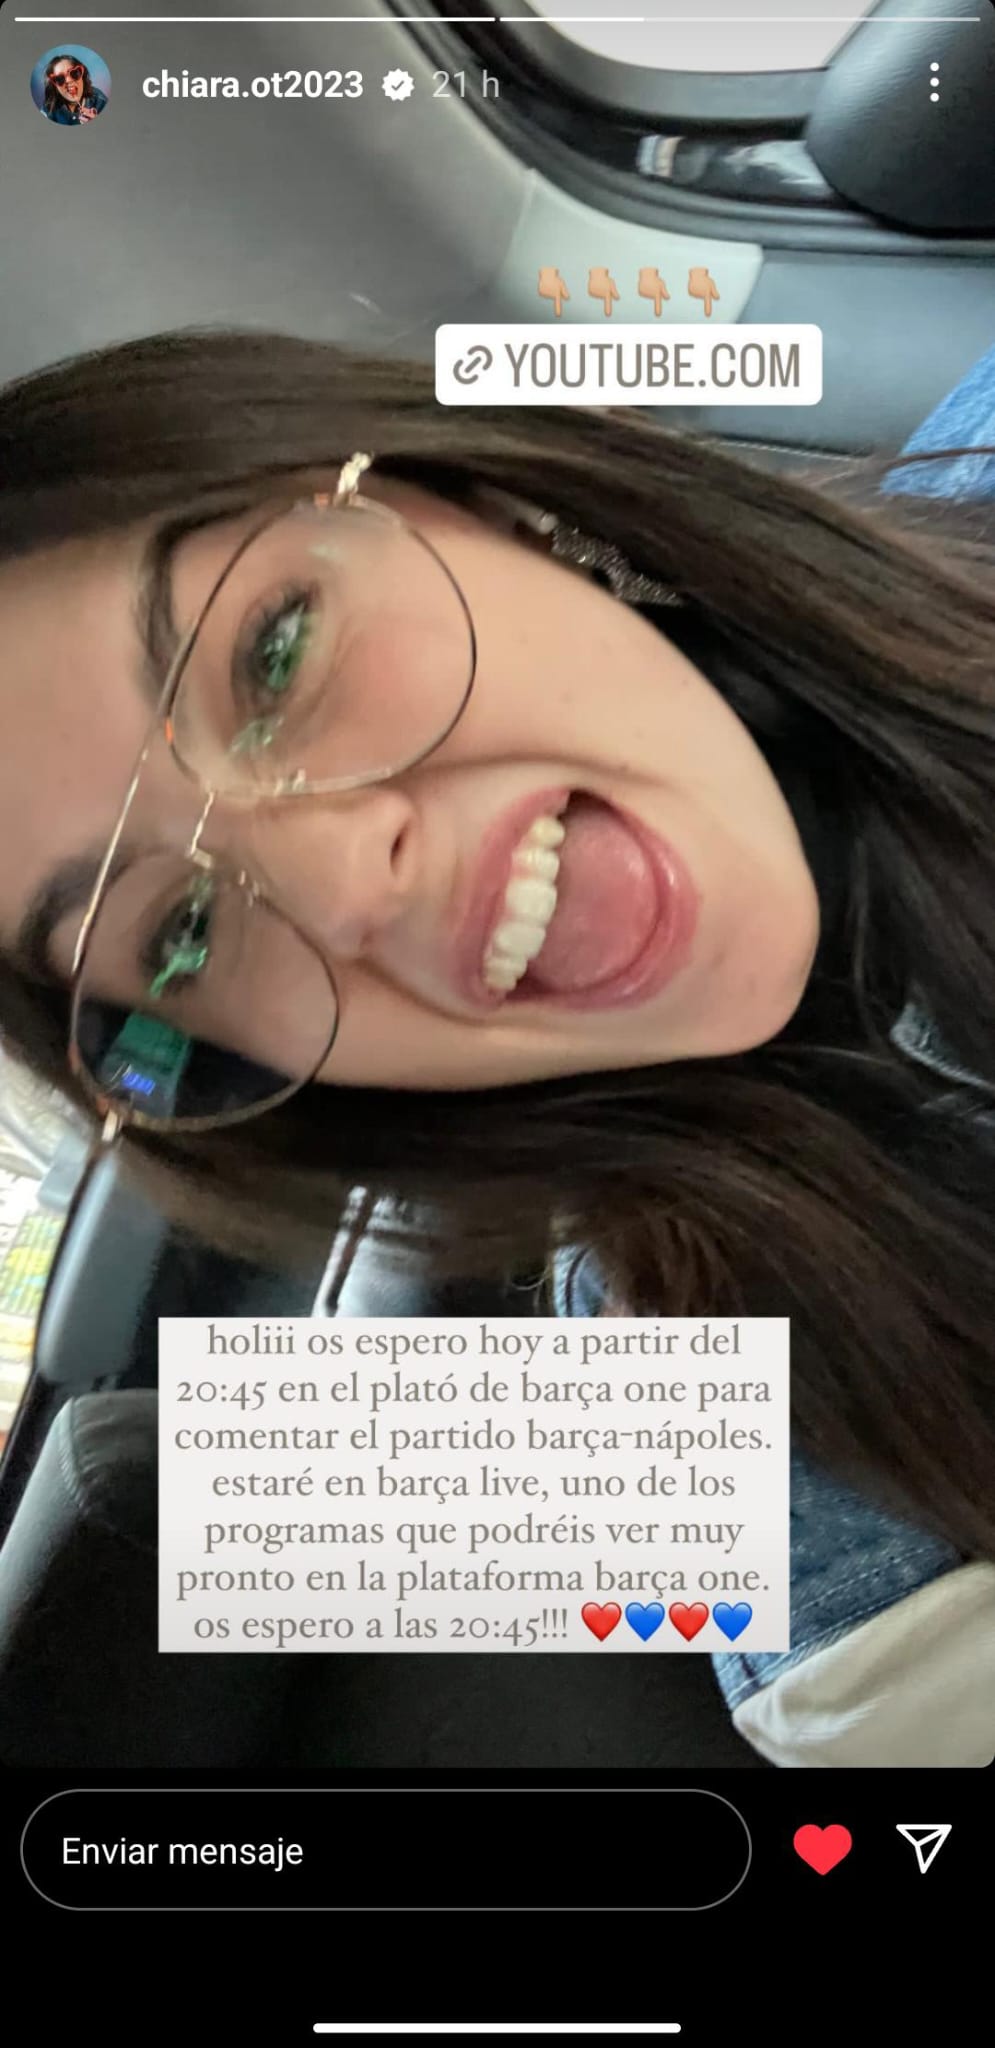 chiara.ot2023 21 h
👇🏼👇🏼👇🏼👇🏼
YOUTUBE.COM
holiii os espero hoy a partir del
20:45 en el plató de barça one para
comentar el partido barça-nápoles.
estaré en barça live, uno de los
programas que podréis ver muy
pronto en la plataforma barça one.
os espero a las 20:45!!! ❤️💙❤️💙
Enviar mensaje